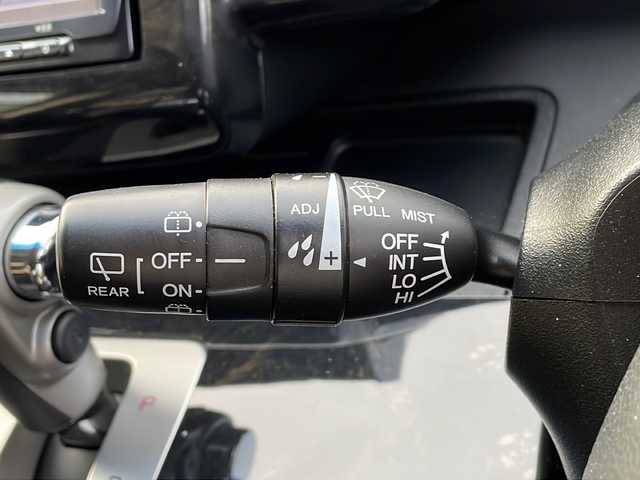 ADJ
PULL MIST
OFF
INT
LO
HI
+
OFF
ON
REAR
P